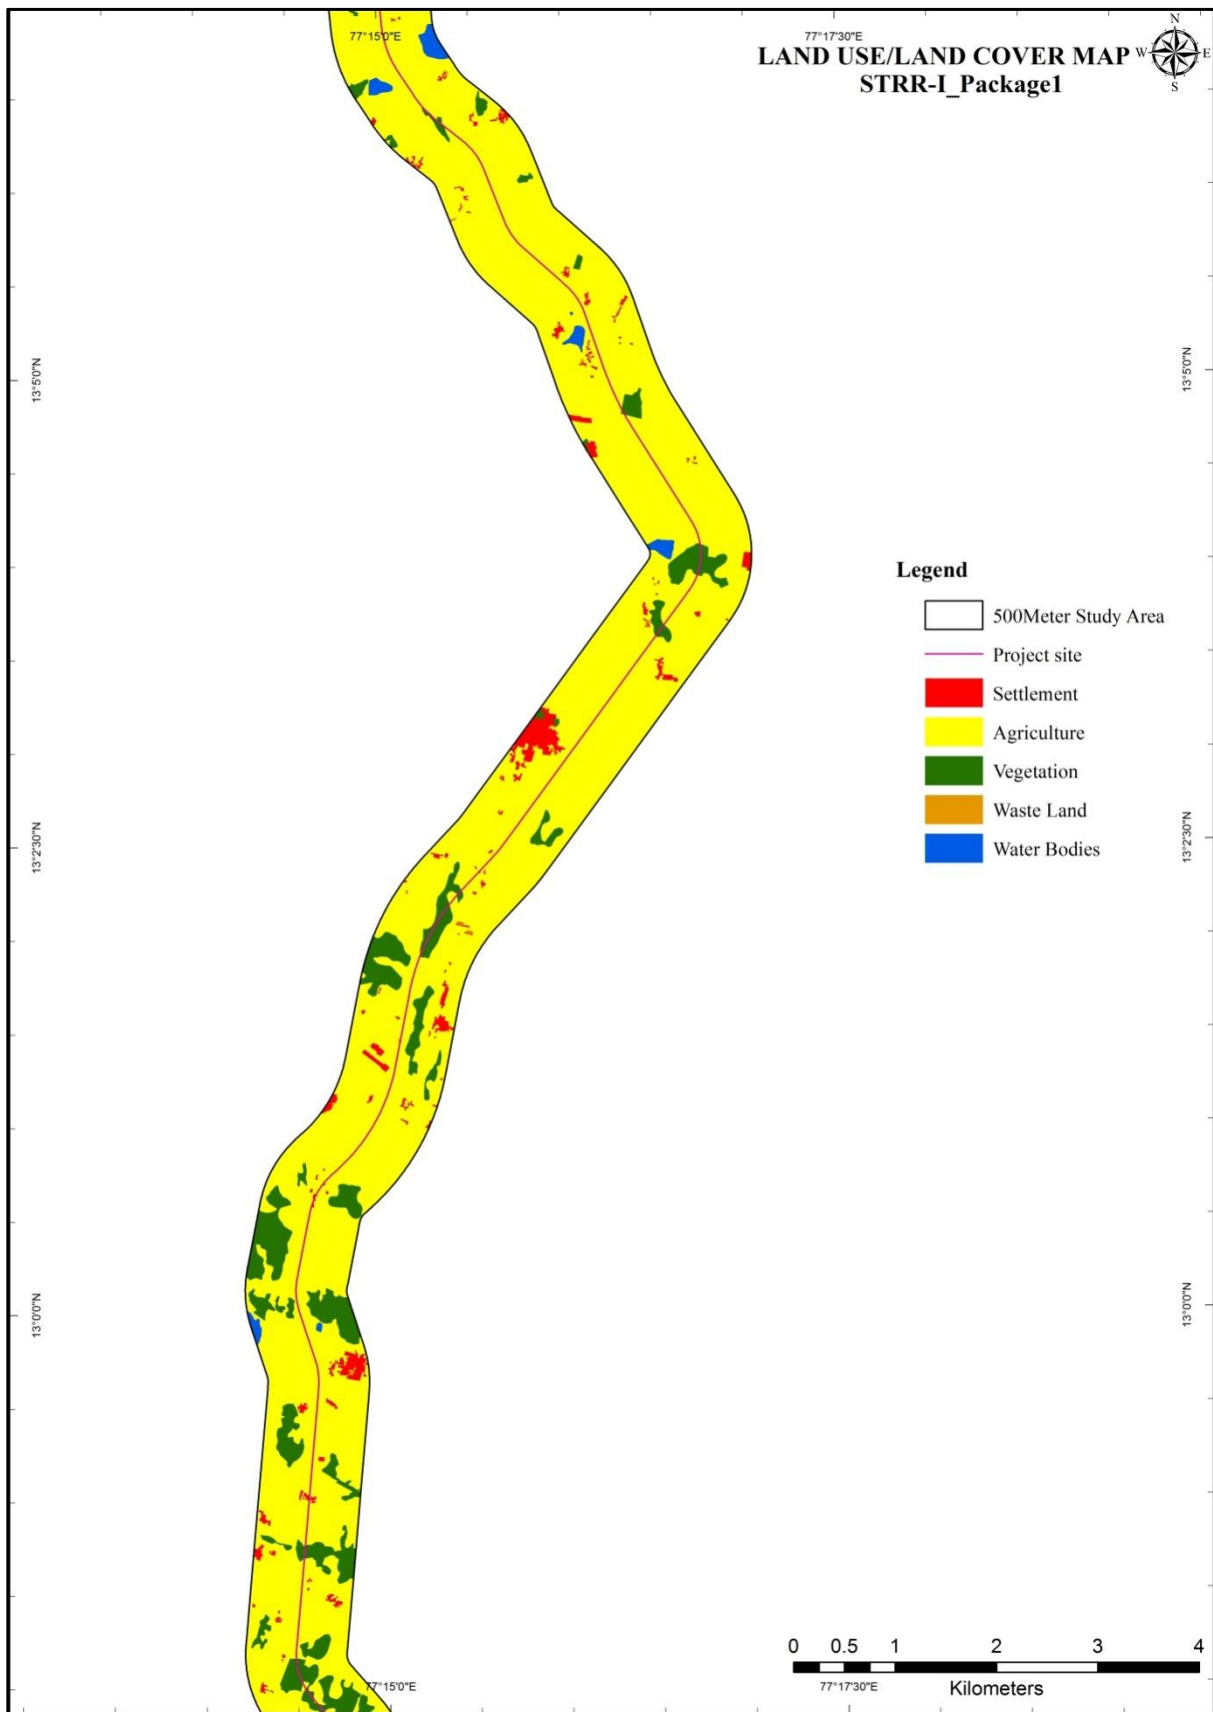 77°15'0"E
77°17'30"E
N
W
E
S
LAND USE/LAND COVER MAP
STRR-I_Package1
13°5'0"N
13°5'0"N
Legend
500Meter Study Area
Project site
Settlement
Agriculture
Vegetation
Waste Land
Water Bodies
13°2'30"N
13°2'30"N
13°0'0"N
13°0'0"N
0 0.5 1 2 3 4
Kilometers
77°15'0"E
77°17'30"E